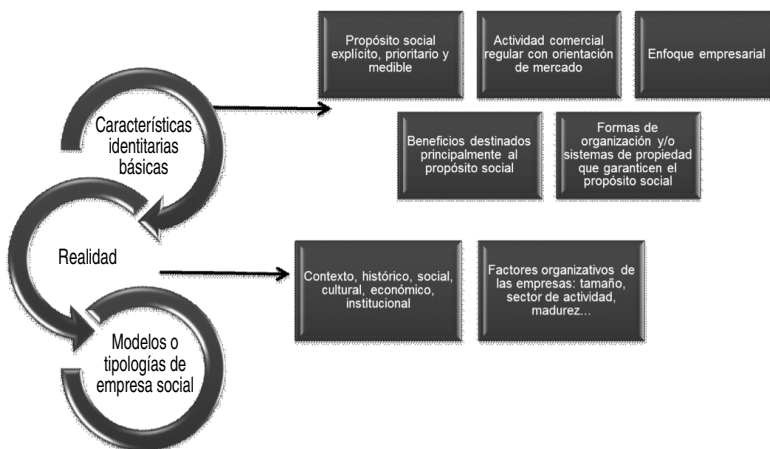 Propósito social
explícito, prioritario y
medible
Actividad comercial
regular con orientación
de mercado
Enfoque empresarial
Características
identitarias
básicas
Beneficios destinados
principalmente al
propósito social
Formas de
organización y/o
sistemas de propiedad
que garanticen el
propósito social
Realidad
Contexto, histórico, social,
cultural, económico,
institucional
Factores organizativos de
las empresas: tamaño,
sector de actividad,
madurez...
Modelos o
tipologías de
empresa social